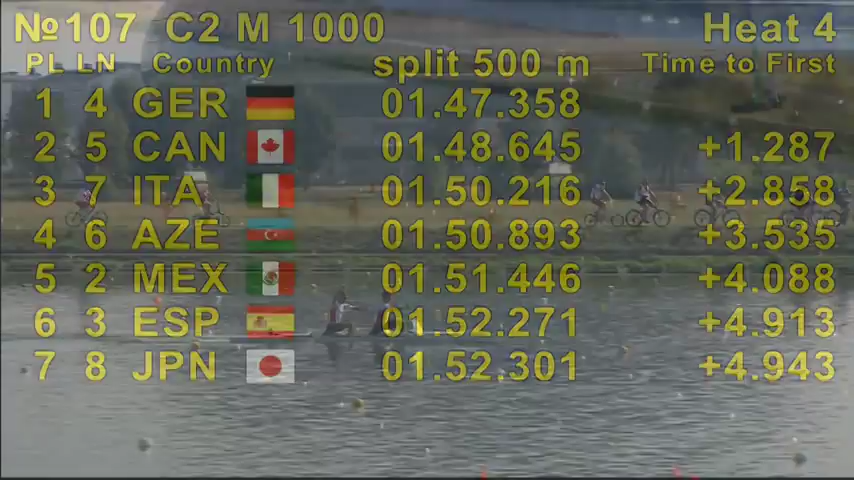 №107 C2 M 1000 Heat 4
PL LN Country split 500 m Time to First
1 4 GER 01.47.358
2 5 CAN 01.48.645 +1.287
3 7 ITA 01.50.216 +2.858
4 6 AZE 01.50.893 +3.535
5 2 MEX 01.51.446 +4.088
6 3 ESP 01.52.271 +4.913
7 8 JPN 01.52.301 +4.943